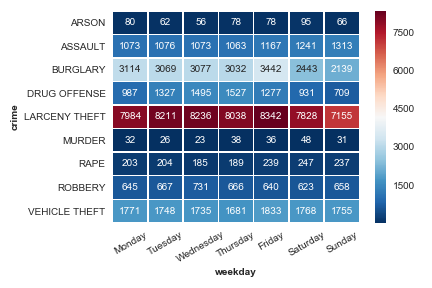 ARSON 80 62 56 78 78 95 66
ASSAULT 1073 1076 1073 1063 1167 1241 1313
BURGLARY 3114 3069 3077 3032 3442 2443 2139
DRUG OFFENSE 987 1327 1495 1527 1277 931 709
LARCENY THEFT 7984 8211 8236 8038 8342 7828 7155
MURDER 32 26 23 38 36 48 31
RAPE 203 204 185 189 239 247 237
ROBBERY 645 667 731 666 640 623 658
VEHICLE THEFT 1771 1748 1735 1681 1833 1768 1755
Monday Tuesday Wednesday Thursday Friday Saturday Sunday
weekday
crime
7500
6000
4500
3000
1500